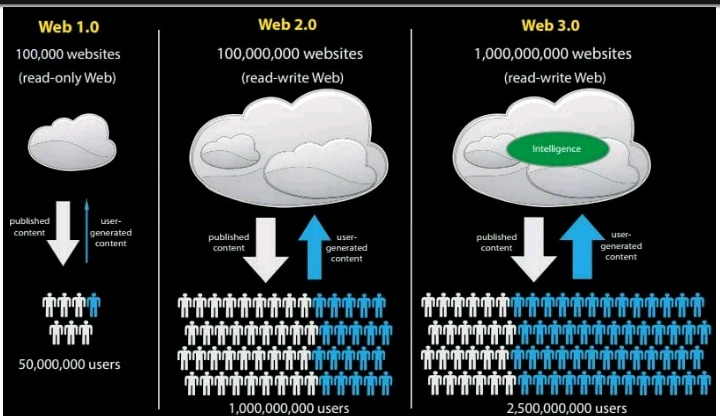 Web 1.0
100,000 websites
(read-only Web)
published
content
user-
generated
content
50,000,000 users
Web 2.0
100,000,000 websites
(read-write Web)
published
content
user-
generated
content
1,000,000,000 users
Web 3.0
1,000,000,000 websites
(read-write Web)
Intelligence
published
content
user-
generated
content
2,500,000,000 users